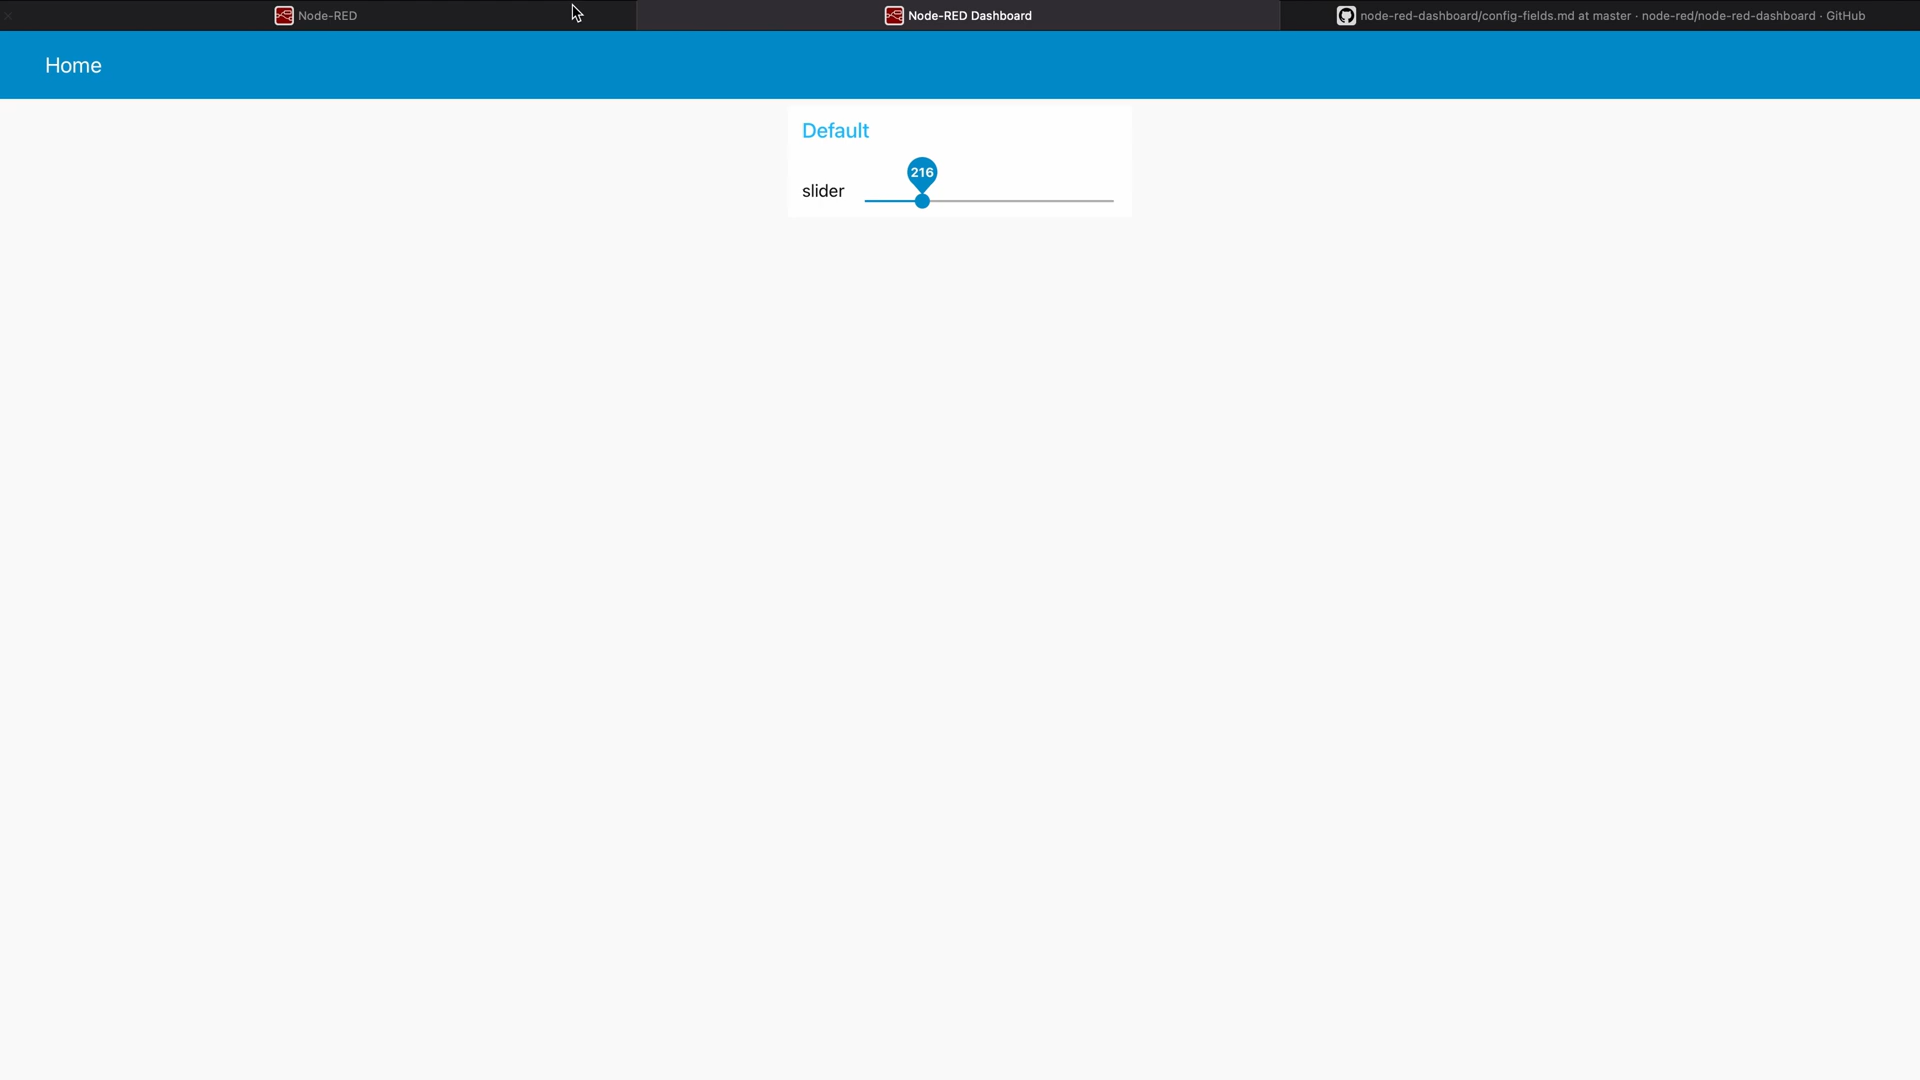 Node-RED
Node-RED Dashboard
node-red-dashboard/config-fields.md at master · node-red/node-red-dashboard · GitHub
Home
Default
216
slider